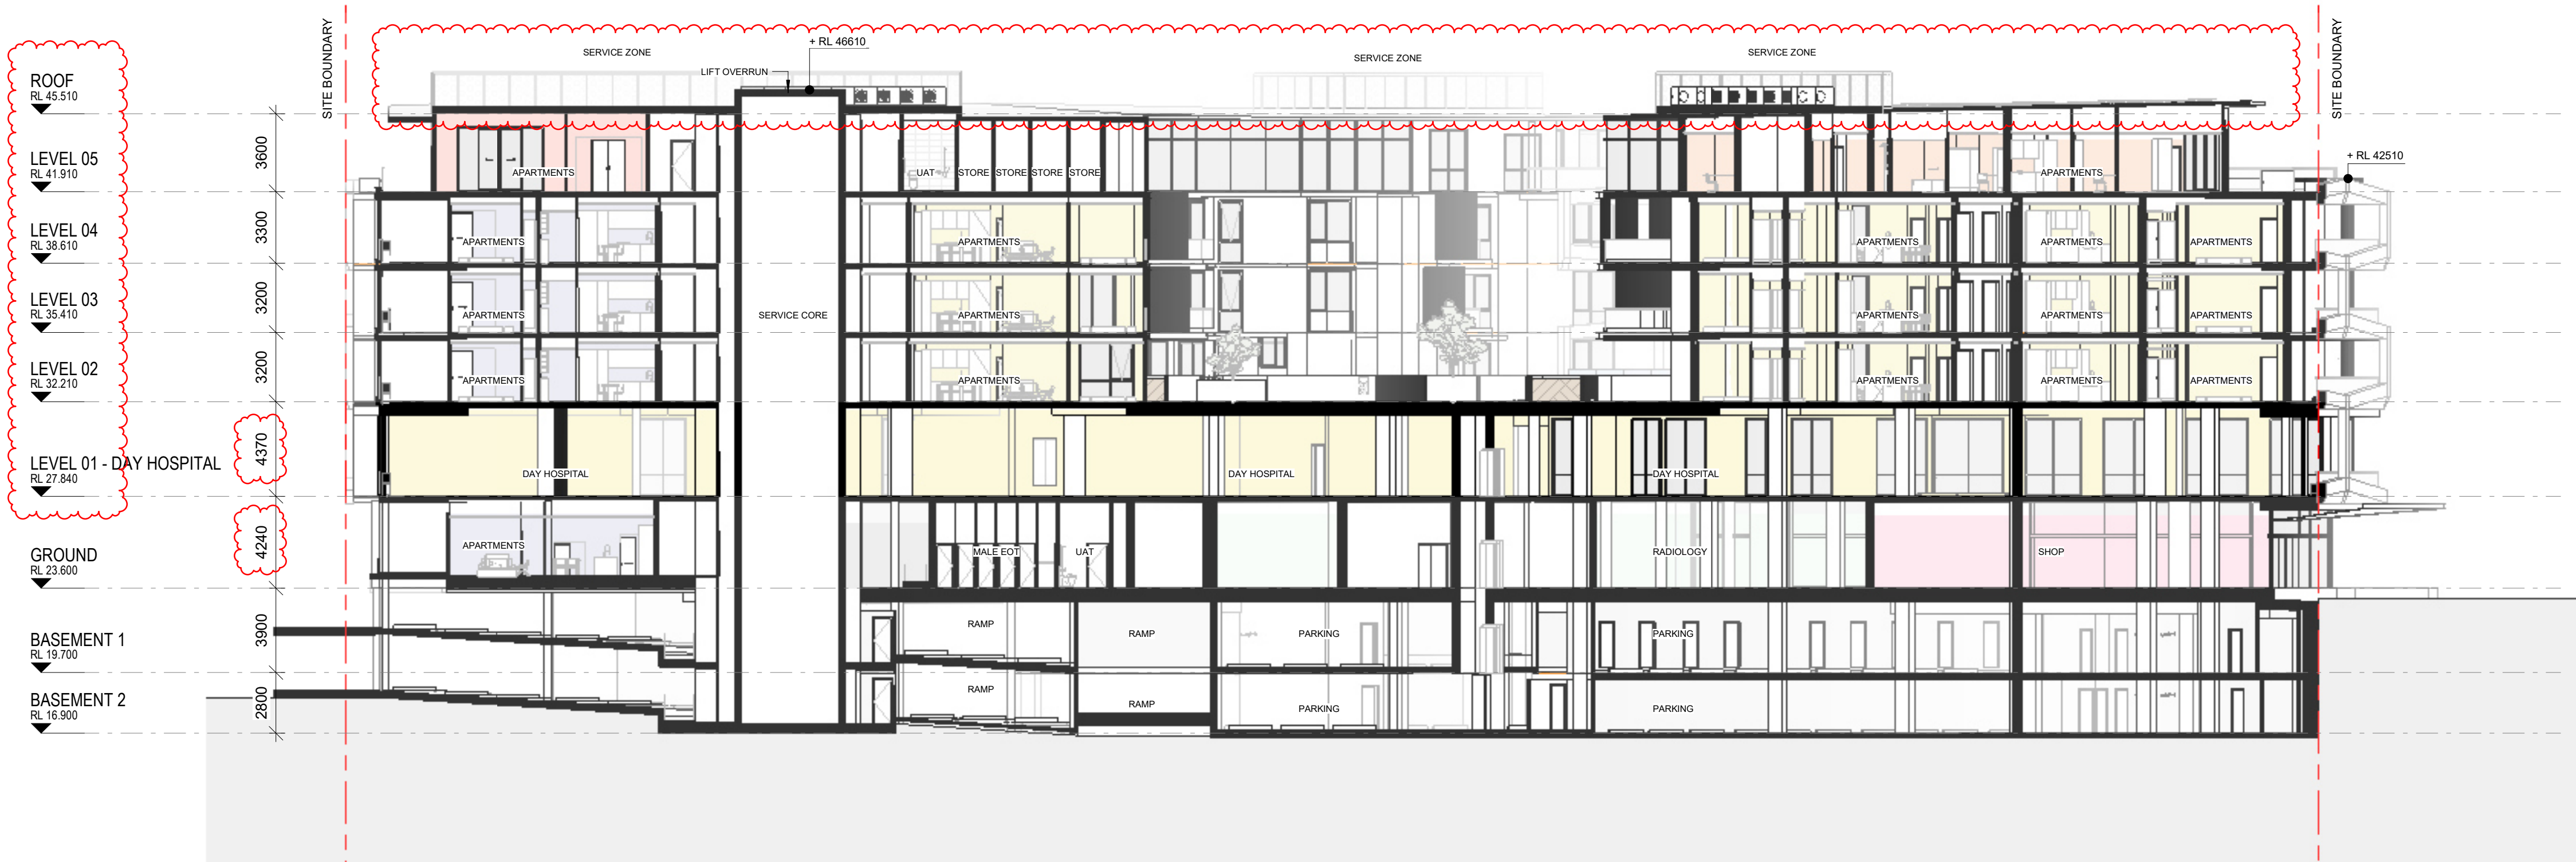 SITE BOUNDARY
SITE BOUNDARY
SERVICE ZONE
+ RL 46610
SERVICE ZONE
SERVICE ZONE
LIFT OVERRUN
ROOF
RL 45.510
3600
LEVEL 05
RL 41.910
APARTMENTS
UAT
STORE
STORE
STORE
STORE
APARTMENTS
+ RL 42510
3300
LEVEL 04
RL 38.610
APARTMENTS
APARTMENTS
APARTMENTS
APARTMENTS
APARTMENTS
3200
LEVEL 03
RL 35.410
APARTMENTS
SERVICE CORE
APARTMENTS
APARTMENTS
APARTMENTS
APARTMENTS
3200
LEVEL 02
RL 32.210
APARTMENTS
APARTMENTS
APARTMENTS
APARTMENTS
APARTMENTS
4370
LEVEL 01 - DAY HOSPITAL
RL 27.840
DAY HOSPITAL
DAY HOSPITAL
DAY HOSPITAL
4240
GROUND
RL 23.600
APARTMENTS
MALE EOT
UAT
RADIOLOGY
SHOP
3900
BASEMENT 1
RL 19.700
RAMP
RAMP
PARKING
PARKING
2800
BASEMENT 2
RL 16.900
RAMP
RAMP
PARKING
PARKING